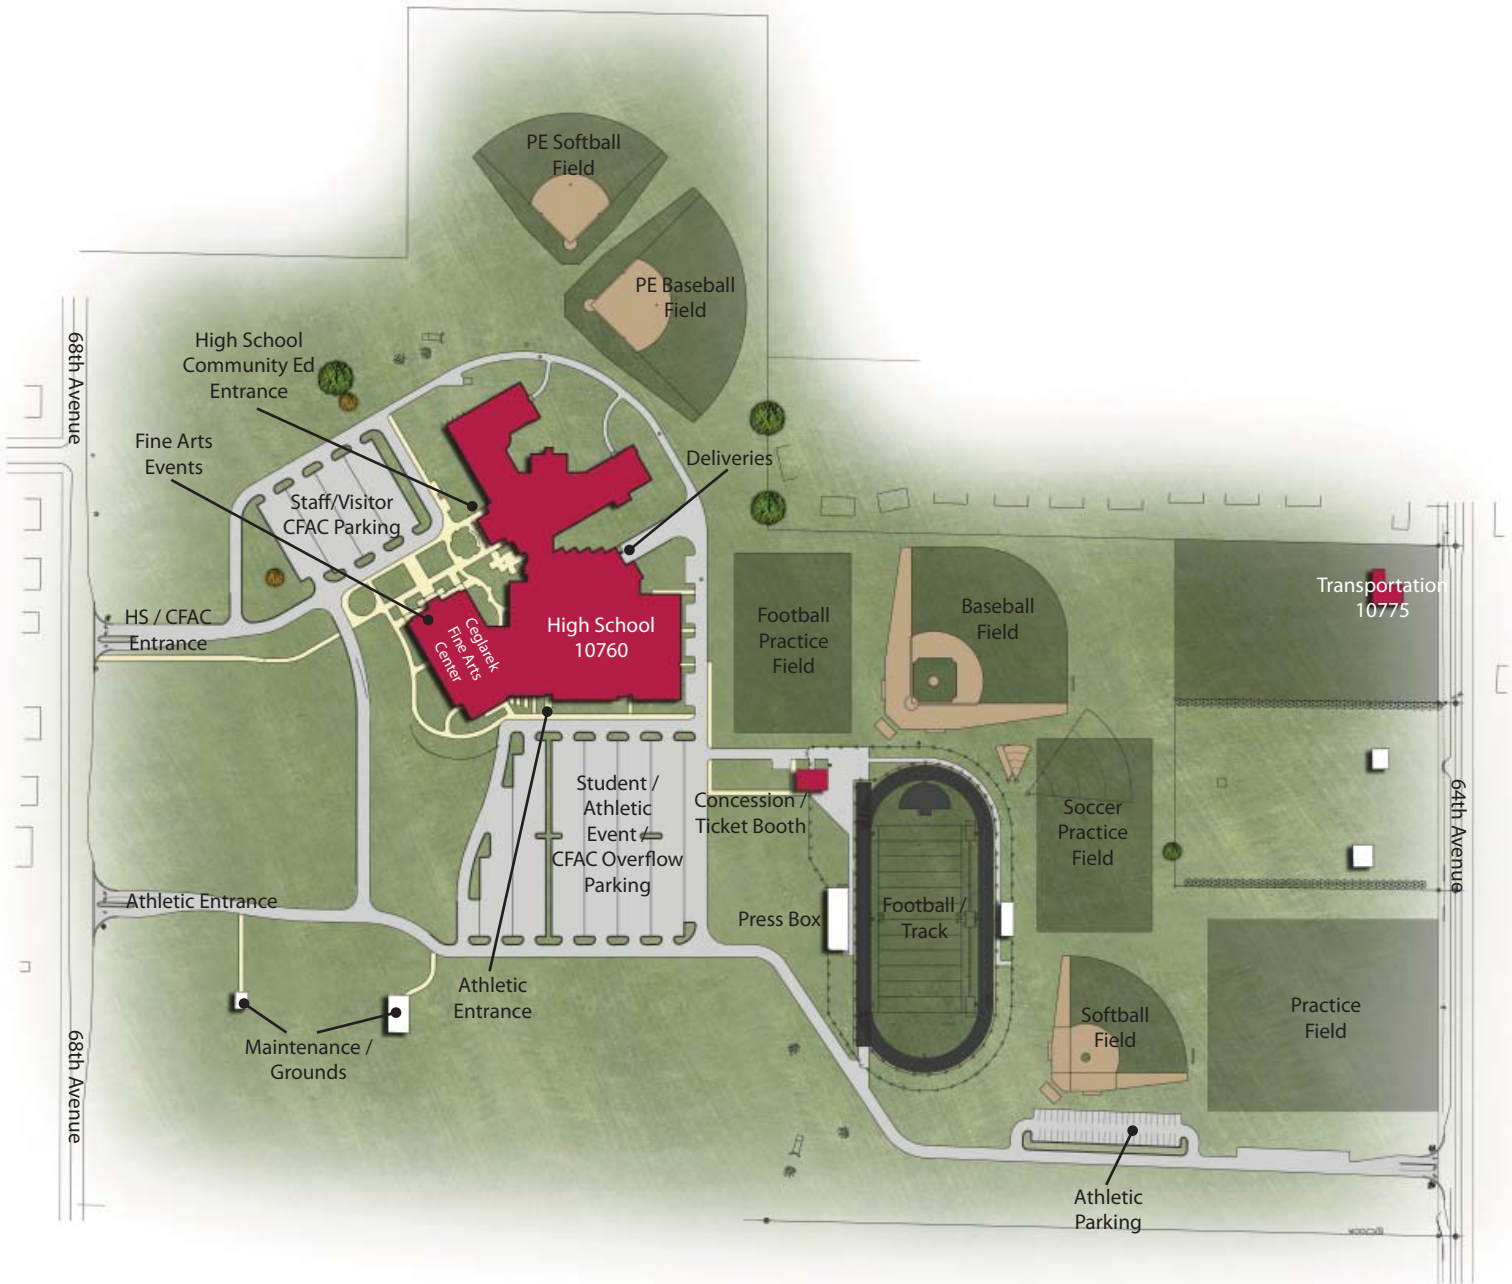 PE Softball
Field
PE Baseball
Field
68th Avenue
High School
Community Ed
Entrance
Fine Arts
Events
Deliveries
Staff/Visitor
CFAC Parking
HS / CFAC
Entrance
Ceglarek
Fine Arts
Center
High School
10760
Football
Practice
Field
Baseball
Field
Transportation
10775
Student /
Athletic
Event /
CFAC Overflow
Parking
Concession /
Ticket Booth
Soccer
Practice
Field
64th Avenue
Athletic Entrance
Press Box
Football /
Track
Athletic
Entrance
Maintenance /
Grounds
Softball
Field
Practice
Field
68th Avenue
Athletic
Parking